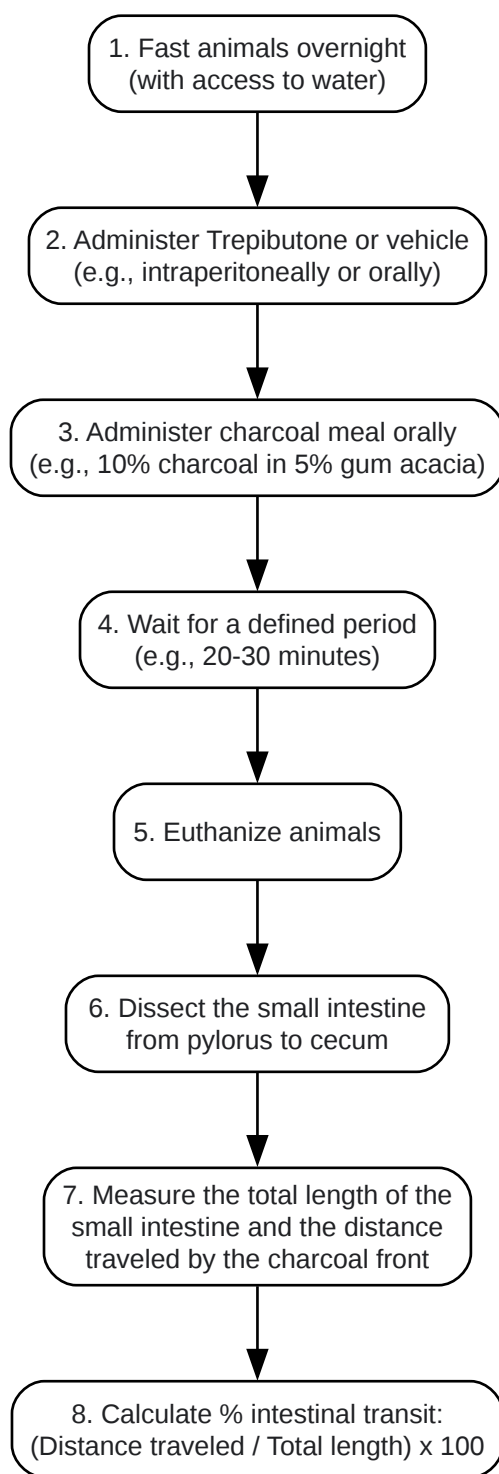 1. Fast animals overnight
(with access to water)
2. Administer Trepibutone or vehicle
(e.g., intraperitoneally or orally)
3. Administer charcoal meal orally
(e.g., 10% charcoal in 5% gum acacia)
4. Wait for a defined period
(e.g., 20-30 minutes)
5. Euthanize animals
6. Dissect the small intestine
from pylorus to cecum
7. Measure the total length of the
small intestine and the distance
traveled by the charcoal front
8. Calculate % intestinal transit:
(Distance traveled / Total length) x 100